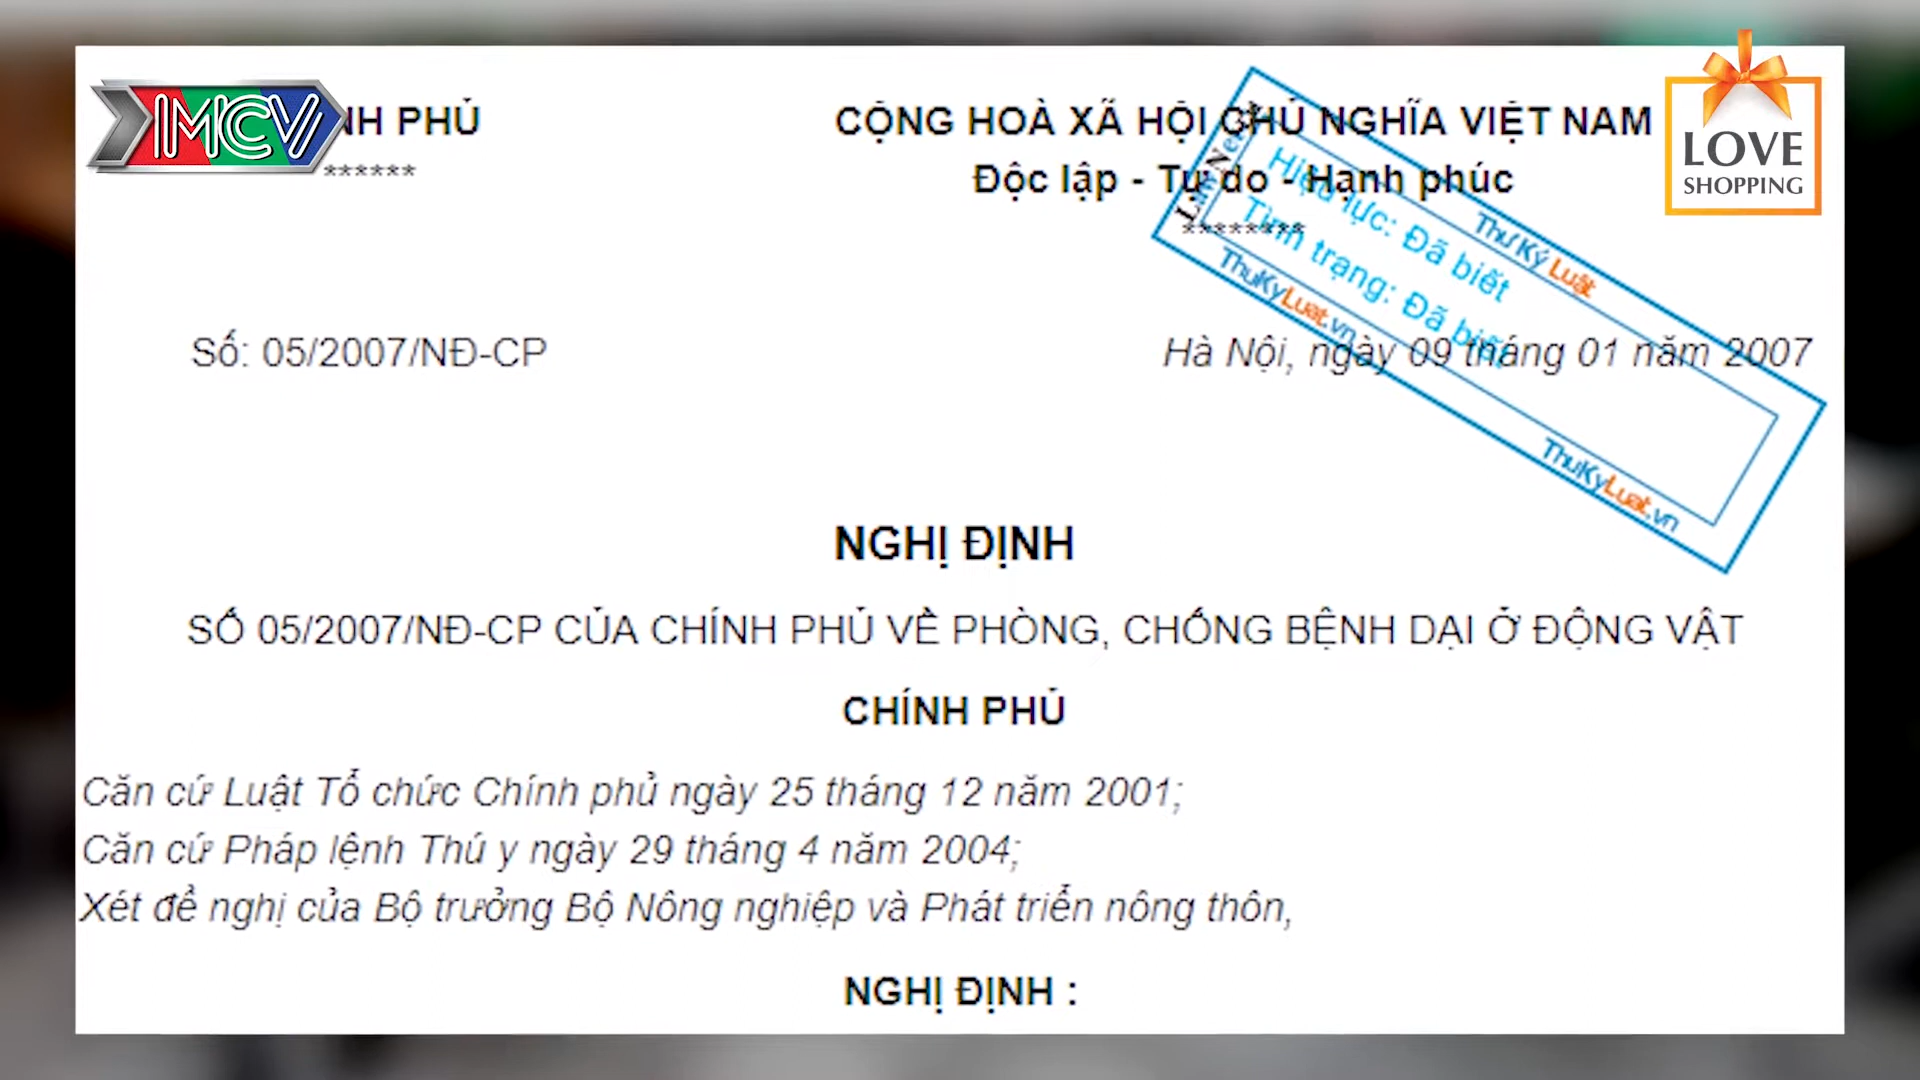 MCV
NH PHỦ
******
CỘNG HOÀ XÃ HỘI CHỦ NGHĨA VIỆT NAM
Độc lập - Tự do - Hạnh phúc
********
LOVE
SHOPPING
Hiệu lực: Đã biết
Tình trạng: Đã biết
Thư Ký Luật
ThuKyLuat.vn
ThuKyLuat.vn
Số: 05/2007/NĐ-CP
Hà Nội, ngày 09 tháng 01 năm 2007
NGHỊ ĐỊNH
SỐ 05/2007/NĐ-CP CỦA CHÍNH PHỦ VỀ PHÒNG, CHỐNG BỆNH DẠI Ở ĐỘNG VẬT
CHÍNH PHỦ
Căn cứ Luật Tổ chức Chính phủ ngày 25 tháng 12 năm 2001;
Căn cứ Pháp lệnh Thú y ngày 29 tháng 4 năm 2004;
Xét đề nghị của Bộ trưởng Bộ Nông nghiệp và Phát triển nông thôn,
NGHỊ ĐỊNH :